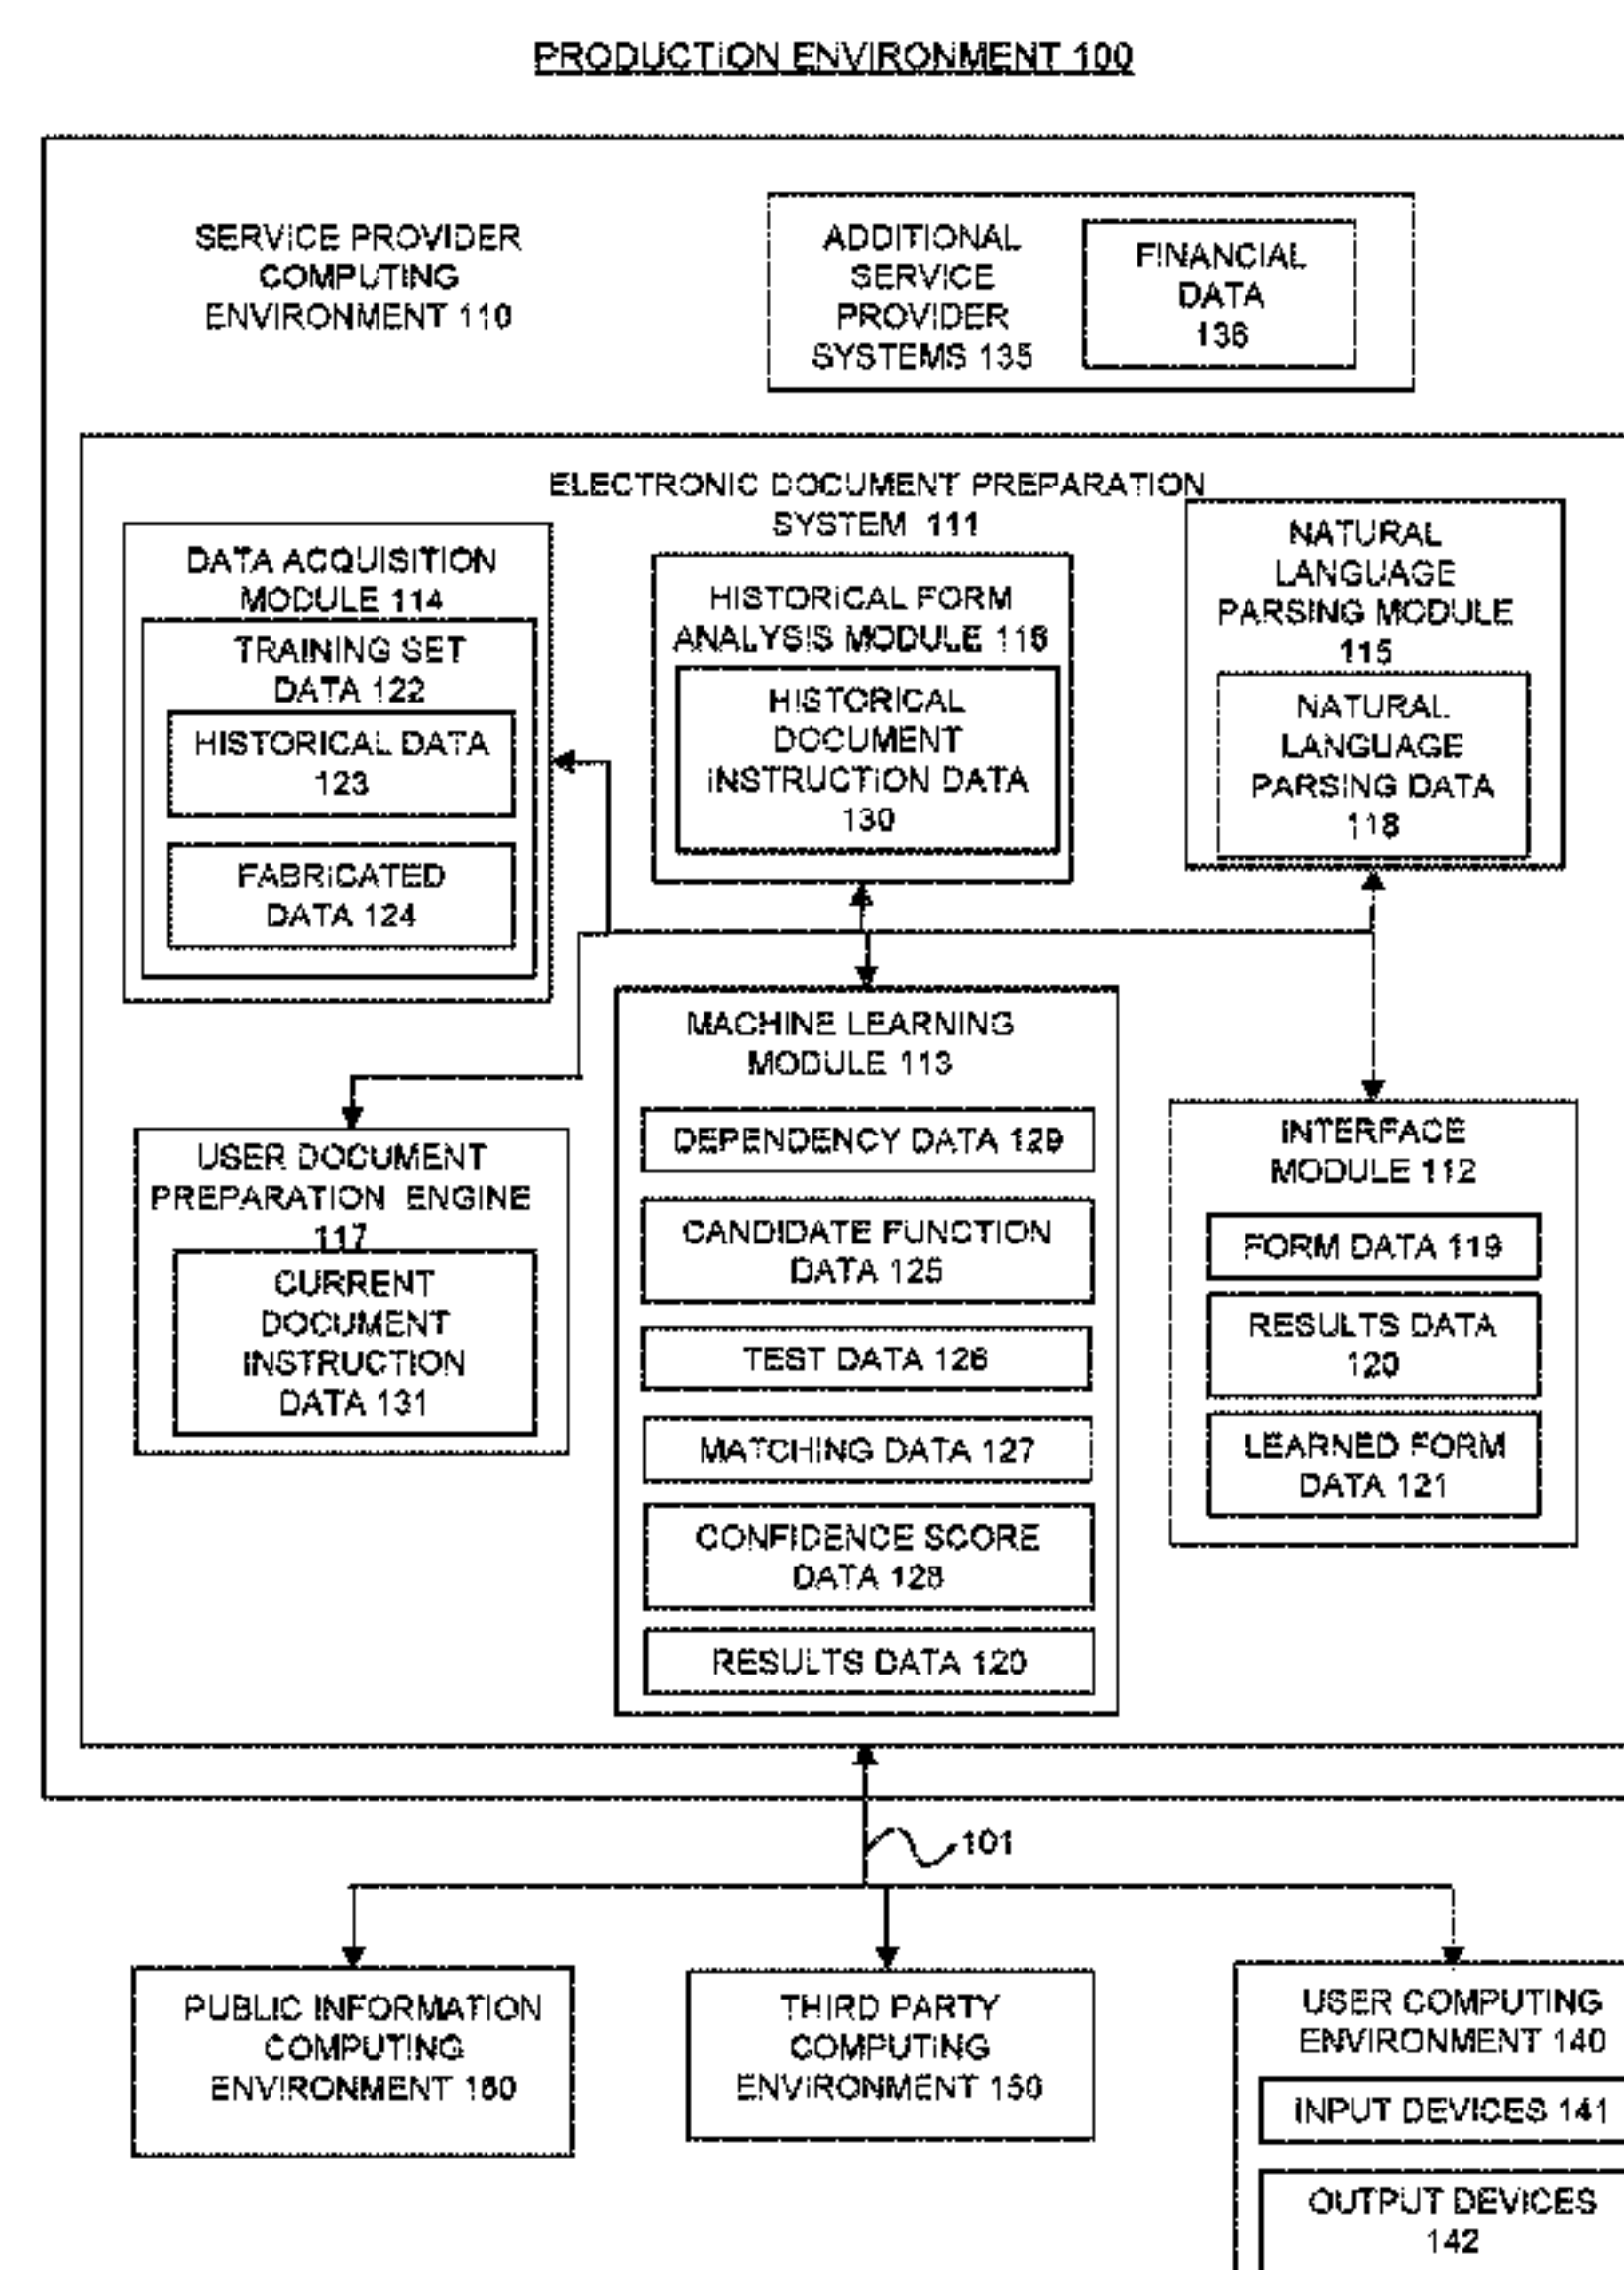 PRODUCTION ENVIRONMENT 100
SERVICE PROVIDER
COMPUTING
ENVIRONMENT 110
ADDITIONAL
SERVICE
PROVIDER
SYSTEMS 135
FINANCIAL
DATA
136
ELECTRONIC DOCUMENT PREPARATION
SYSTEM 111
DATA ACQUISITION
MODULE 114
TRAINING SET
DATA 122
HISTORICAL DATA
123
FABRICATED
DATA 124
HISTORICAL FORM
ANALYSIS MODULE 116
HISTORICAL
DOCUMENT
INSTRUCTION DATA
130
NATURAL
LANGUAGE
PARSING MODULE
115
NATURAL
LANGUAGE
PARSING DATA
118
USER DOCUMENT
PREPARATION ENGINE
117
CURRENT
DOCUMENT
INSTRUCTION
DATA 131
MACHINE LEARNING
MODULE 113
DEPENDENCY DATA 129
CANDIDATE FUNCTION
DATA 125
TEST DATA 126
MATCHING DATA 127
CONFIDENCE SCORE
DATA 128
RESULTS DATA 120
INTERFACE
MODULE 112
FORM DATA 119
RESULTS DATA
120
LEARNED FORM
DATA 121
101
PUBLIC INFORMATION
COMPUTING
ENVIRONMENT 160
THIRD PARTY
COMPUTING
ENVIRONMENT 150
USER COMPUTING
ENVIRONMENT 140
INPUT DEVICES 141
OUTPUT DEVICES
142